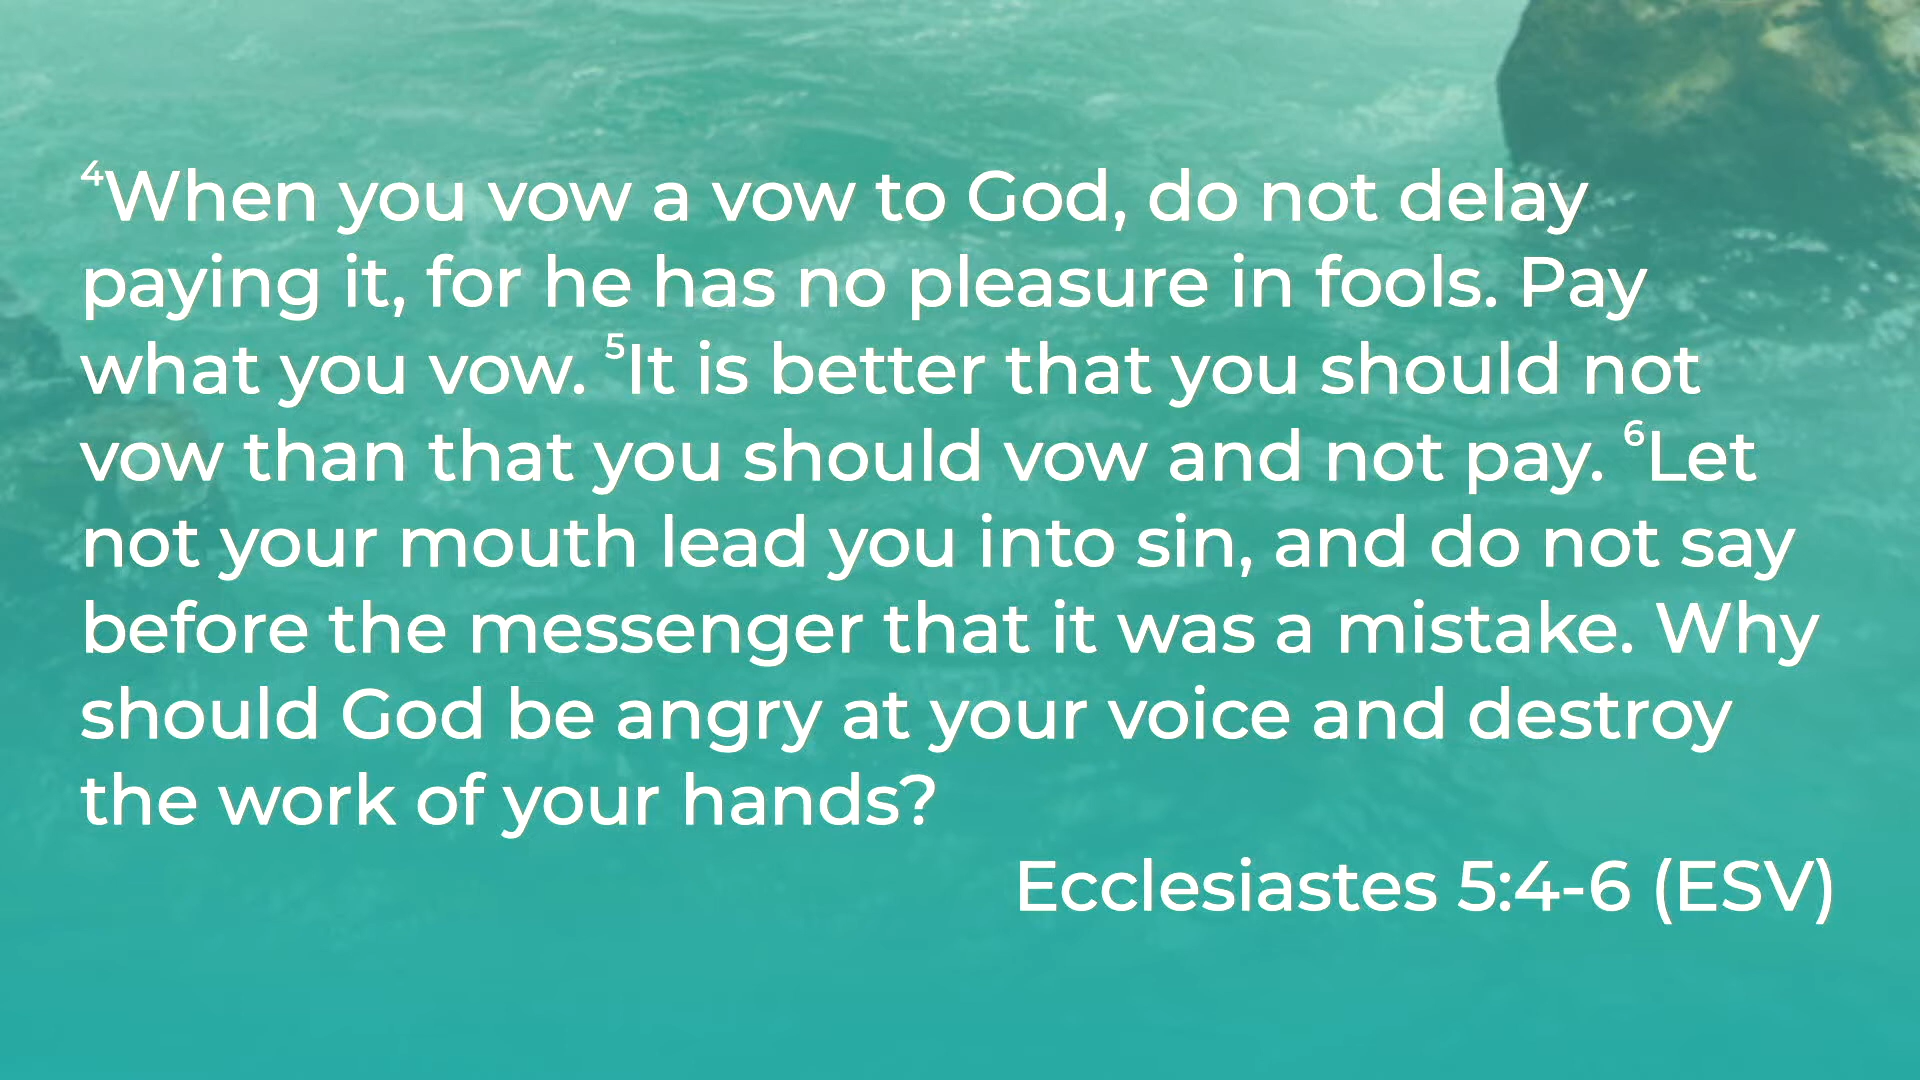 ⁴When you vow a vow to God, do not delay
paying it, for he has no pleasure in fools. Pay
what you vow. ⁵It is better that you should not
vow than that you should vow and not pay. ⁶Let
not your mouth lead you into sin, and do not say
before the messenger that it was a mistake. Why
should God be angry at your voice and destroy
the work of your hands?
Ecclesiastes 5:4-6 (ESV)